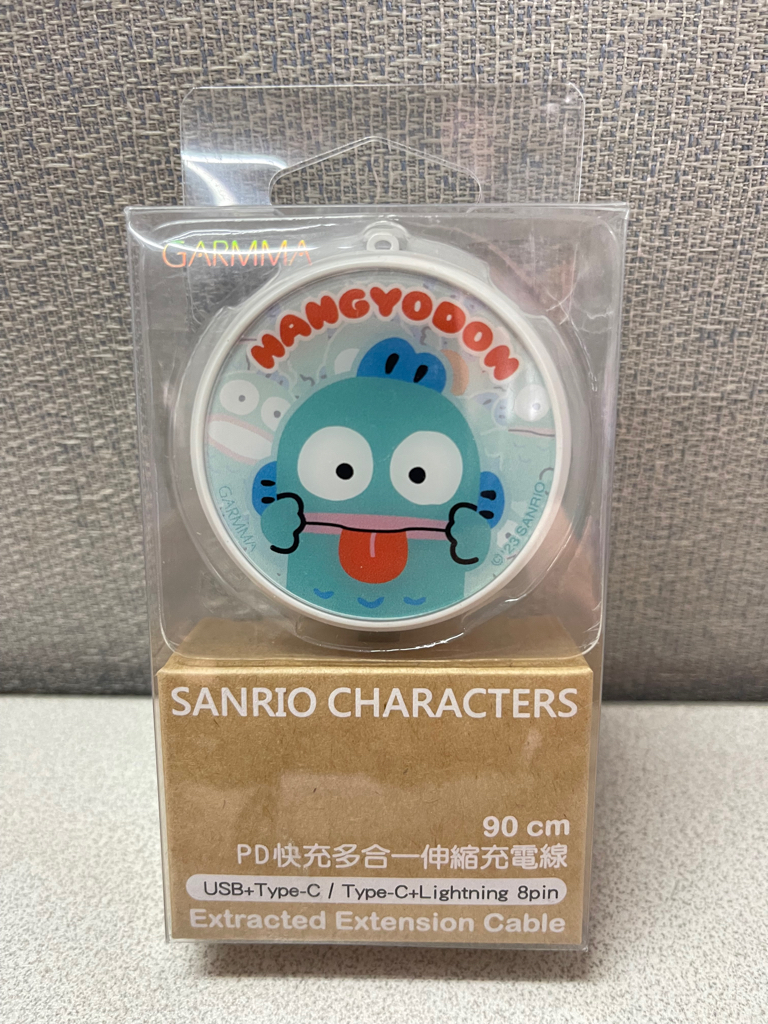 GARMMA
HANGYODON
GARMMA
© '23 SANRIO
SANRIO CHARACTERS
90 cm
PD快充多合一伸縮充電線
USB+Type-C / Type-C+Lightning 8pin
Extracted Extension Cable